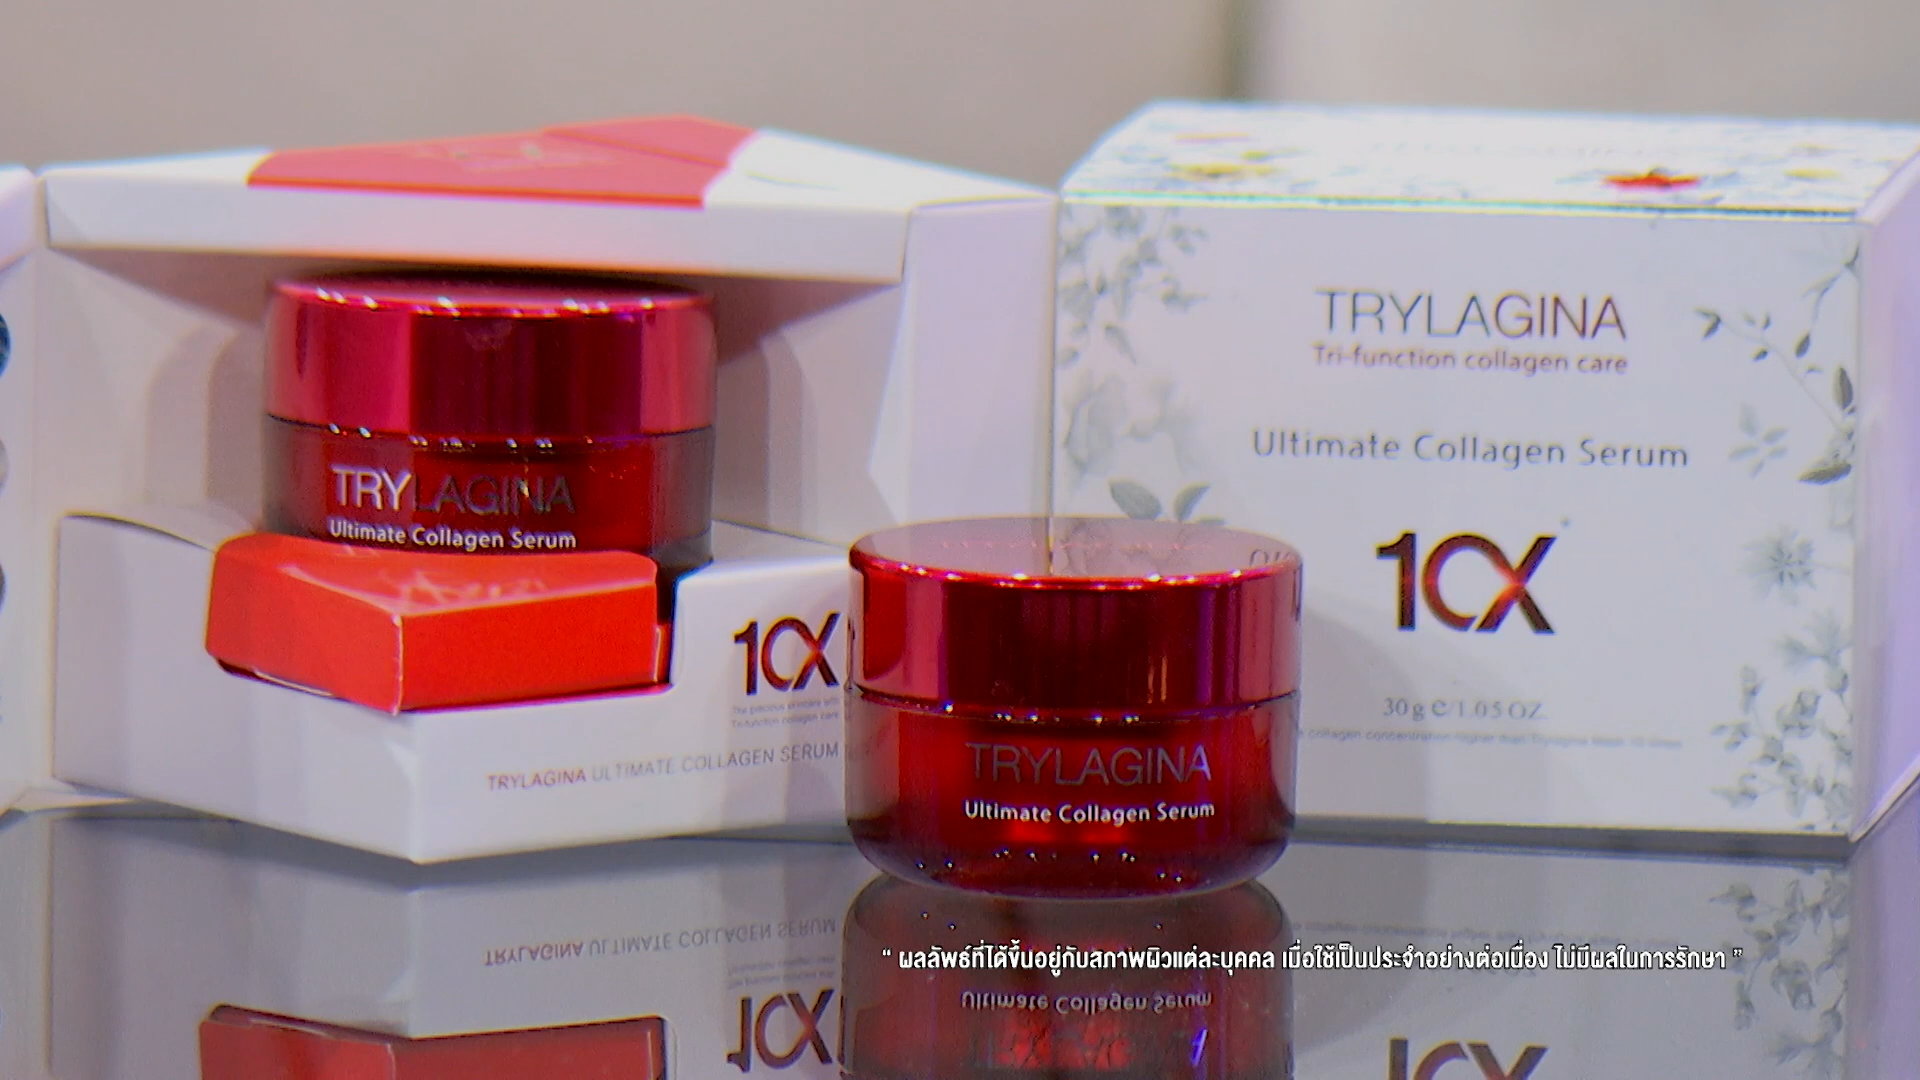 TRYLAGINA
Tri-function collagen care
Ultimate Collagen Serum
10X
30g e/1.05 OZ.
TRYLAGINA
Ultimate Collagen Serum
10X
Tri-function collagen care
TRYLAGINA ULTIMATE COLLAGEN SERUM
TRYLAGINA
Ultimate Collagen Serum
“ ผลลัพธ์ที่ได้ขึ้นอยู่กับสภาพผิวแต่ละบุคคล เมื่อใช้เป็นประจำอย่างต่อเนื่อง ไม่มีผลในการรักษา ”